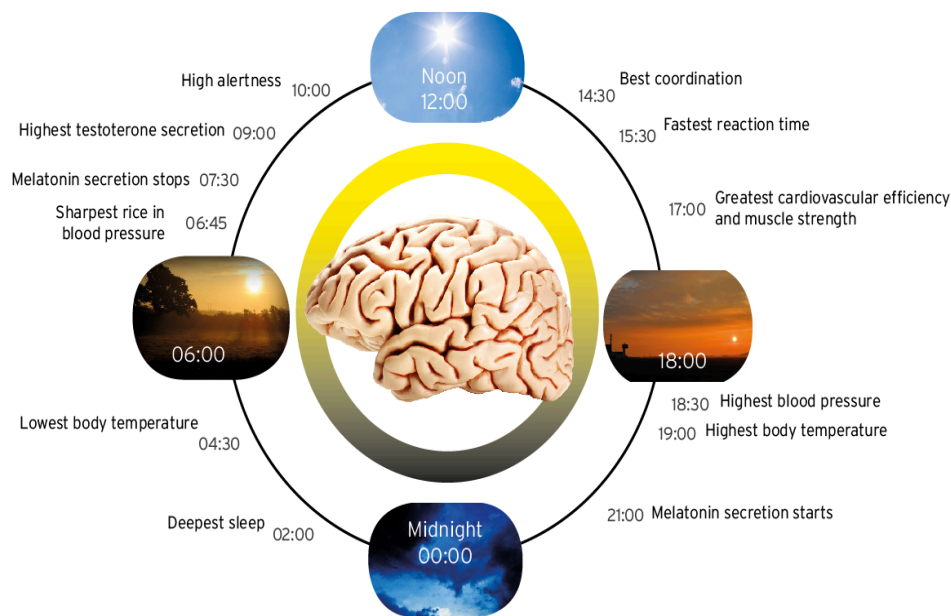 Noon
12:00
14:30 Best coordination
15:30 Fastest reaction time
17:00 Greatest cardiovascular efficiency
and muscle strength
18:00
18:30 Highest blood pressure
19:00 Highest body temperature
21:00 Melatonin secretion starts
Midnight
00:00
Deepest sleep 02:00
Lowest body temperature 04:30
06:00
Sharpest rice in
blood pressure 06:45
Melatonin secretion stops 07:30
Highest testoterone secretion 09:00
High alertness 10:00